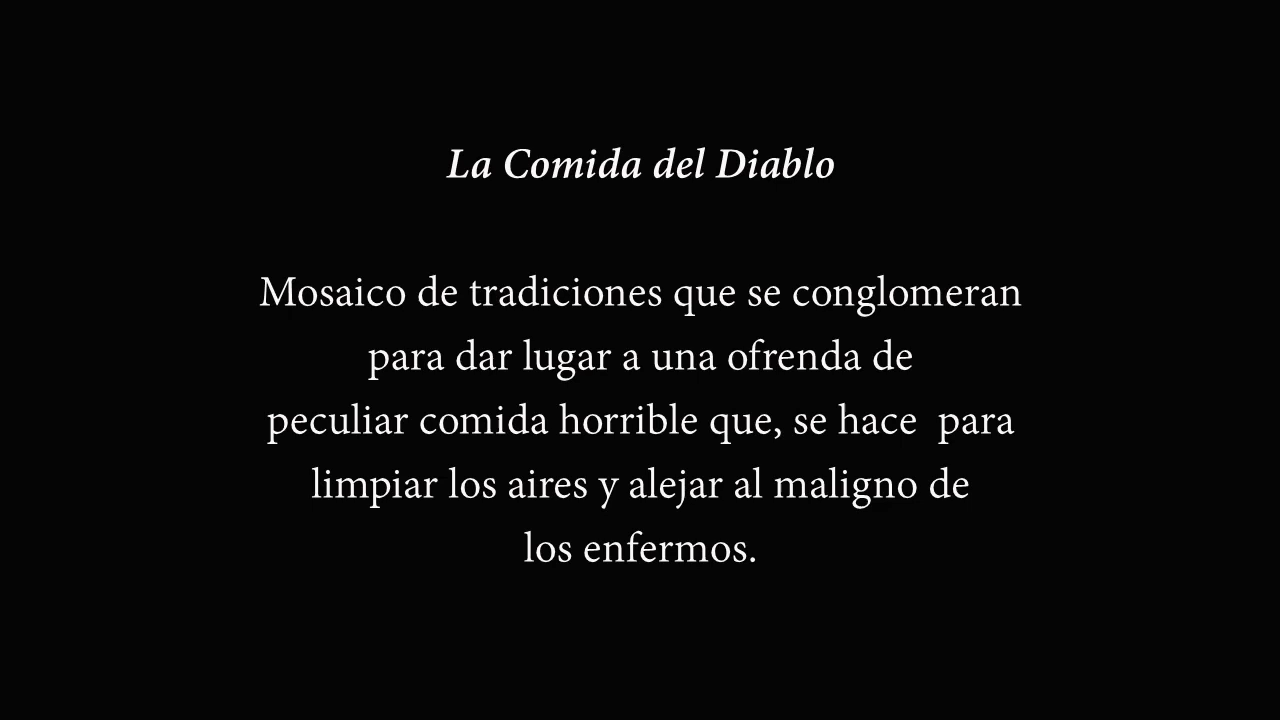 La Comida del Diablo
Mosaico de tradiciones que se conglomeran
para dar lugar a una ofrenda de
peculiar comida horrible que, se hace  para
limpiar los aires y alejar al maligno de
los enfermos.